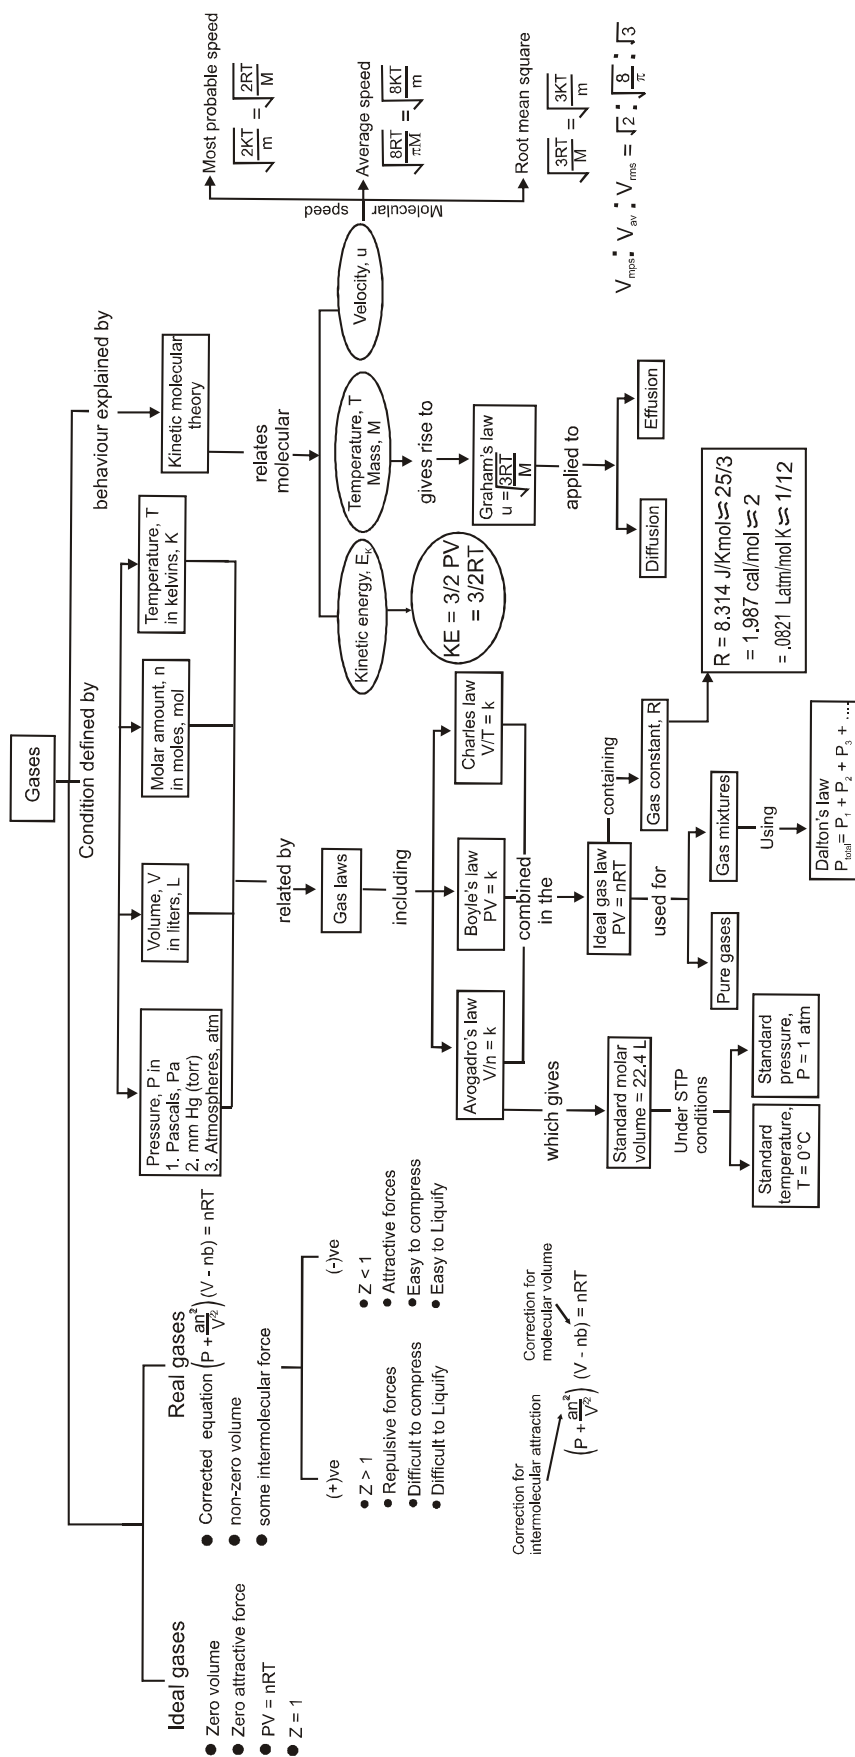 Gases
Condition defined by
behaviour explained by
Ideal gases
● Zero volume
● Zero attractive force
● PV = nRT
● Z = 1
Real gases
● Corrected equation (P + an²/V²) (V - nb) = nRT
● non-zero volume
● some intermolecular force
(+)ve
● Z > 1
● Repulsive forces
● Difficult to compress
● Difficult to Liquify
(-)ve
● Z < 1
● Attractive forces
● Easy to compress
● Easy to Liquify
Correction for
intermolecular attraction
Correction for
molecular volume
(P + an²/V²) (V - nb) = nRT
Pressure, P in
1. Pascals, Pa
2. mm Hg (torr)
3. Atmospheres, atm
Volume, V
in liters, L
Molar amount, n
in moles, mol
Temperature, T
in kelvins, K
related by
Gas laws
including
Avogadro's law
V/n = k
Boyle's law
PV = k
Charles law
V/T = k
combined
in the
which gives
Standard molar
volume = 22.4 L
Under STP
conditions
Standard
temperature,
T = 0°C
Standard
pressure,
P = 1 atm
Ideal gas law
PV = nRT
containing
Gas constant, R
R = 8.314 J/Kmol ≈ 25/3
= 1.987 cal/mol ≈ 2
= .0821 Latm/mol K ≈ 1/12
used for
Pure gases
Gas mixtures
Using
Dalton's law
P_total = P₁ + P₂ + P₃ + ....
Kinetic molecular
theory
relates
molecular
Kinetic energy, E_K
KE = 3/2 PV
= 3/2RT
Temperature, T
Mass, M
gives rise to
Graham's law
u = √3RT/M
applied to
Diffusion
Effusion
Velocity, u
Molecular
speed
Most probable speed
√2KT/m = √2RT/M
Average speed
√8RT/πM = √8KT/m
Root mean square
√3RT/M = √3KT/m
V_mps : V_av : V_rms = √2 : √8/π : √3